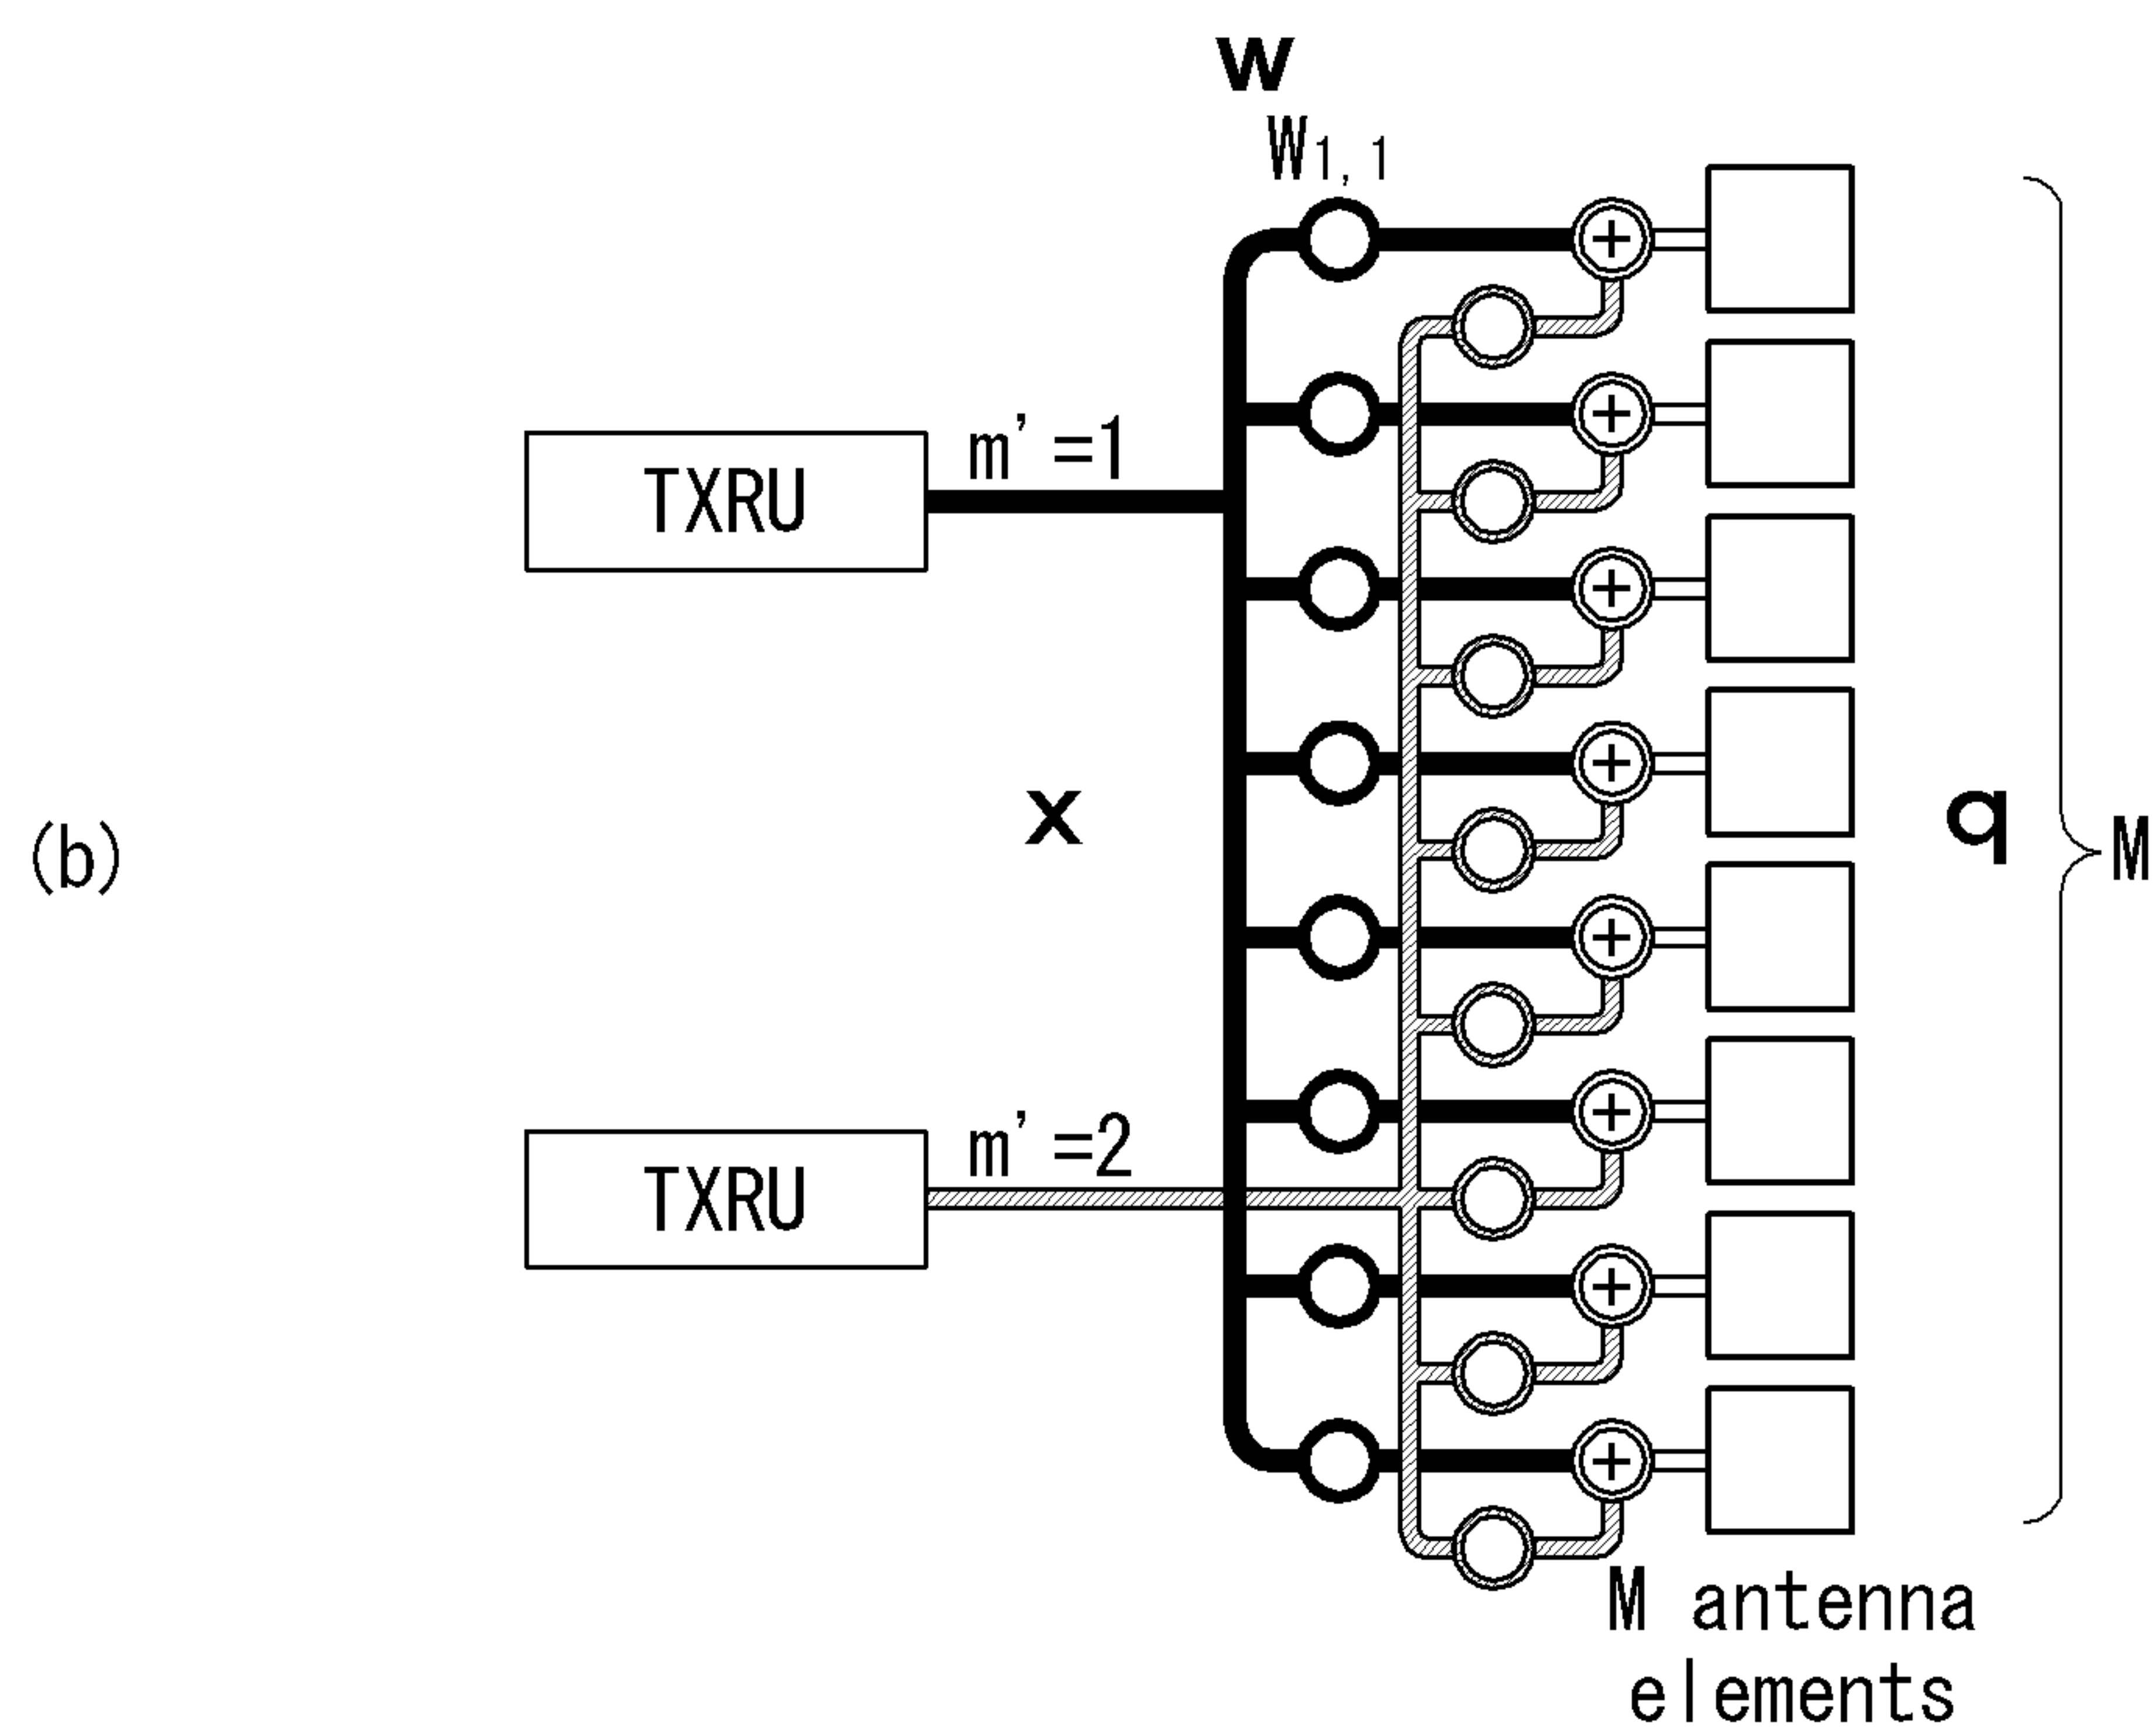 w
W1,1
m'=1
TXRU
x
q
M
(b)
m'=2
TXRU
M antenna
elements